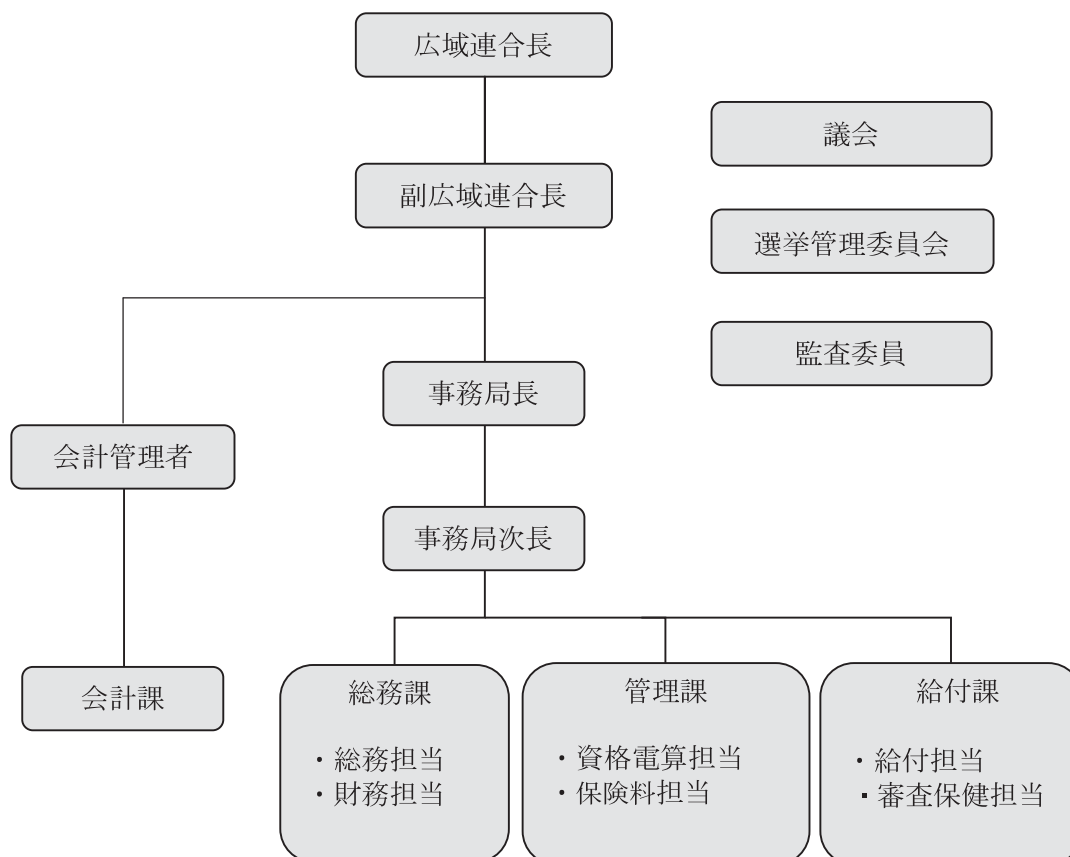 広域連合長
議会
副広域連合長
選挙管理委員会
監査委員
事務局長
会計管理者
事務局次長
会計課
総務課
・総務担当
・財務担当
管理課
・資格電算担当
・保険料担当
給付課
・給付担当
・審査保健担当